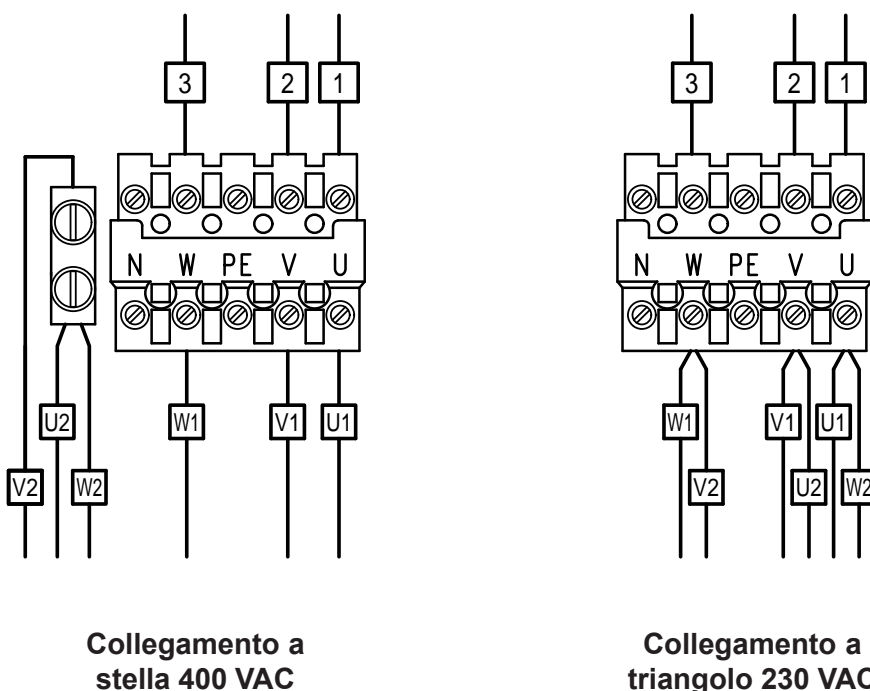 3 2 1
N W PE V U
U2 W1 V1 U1
V2 W2
Collegamento a
stella 400 VAC
3 2 1
N W PE V U
W1 V1 U1
V2 U2 W2
Collegamento a
triangolo 230 VAC